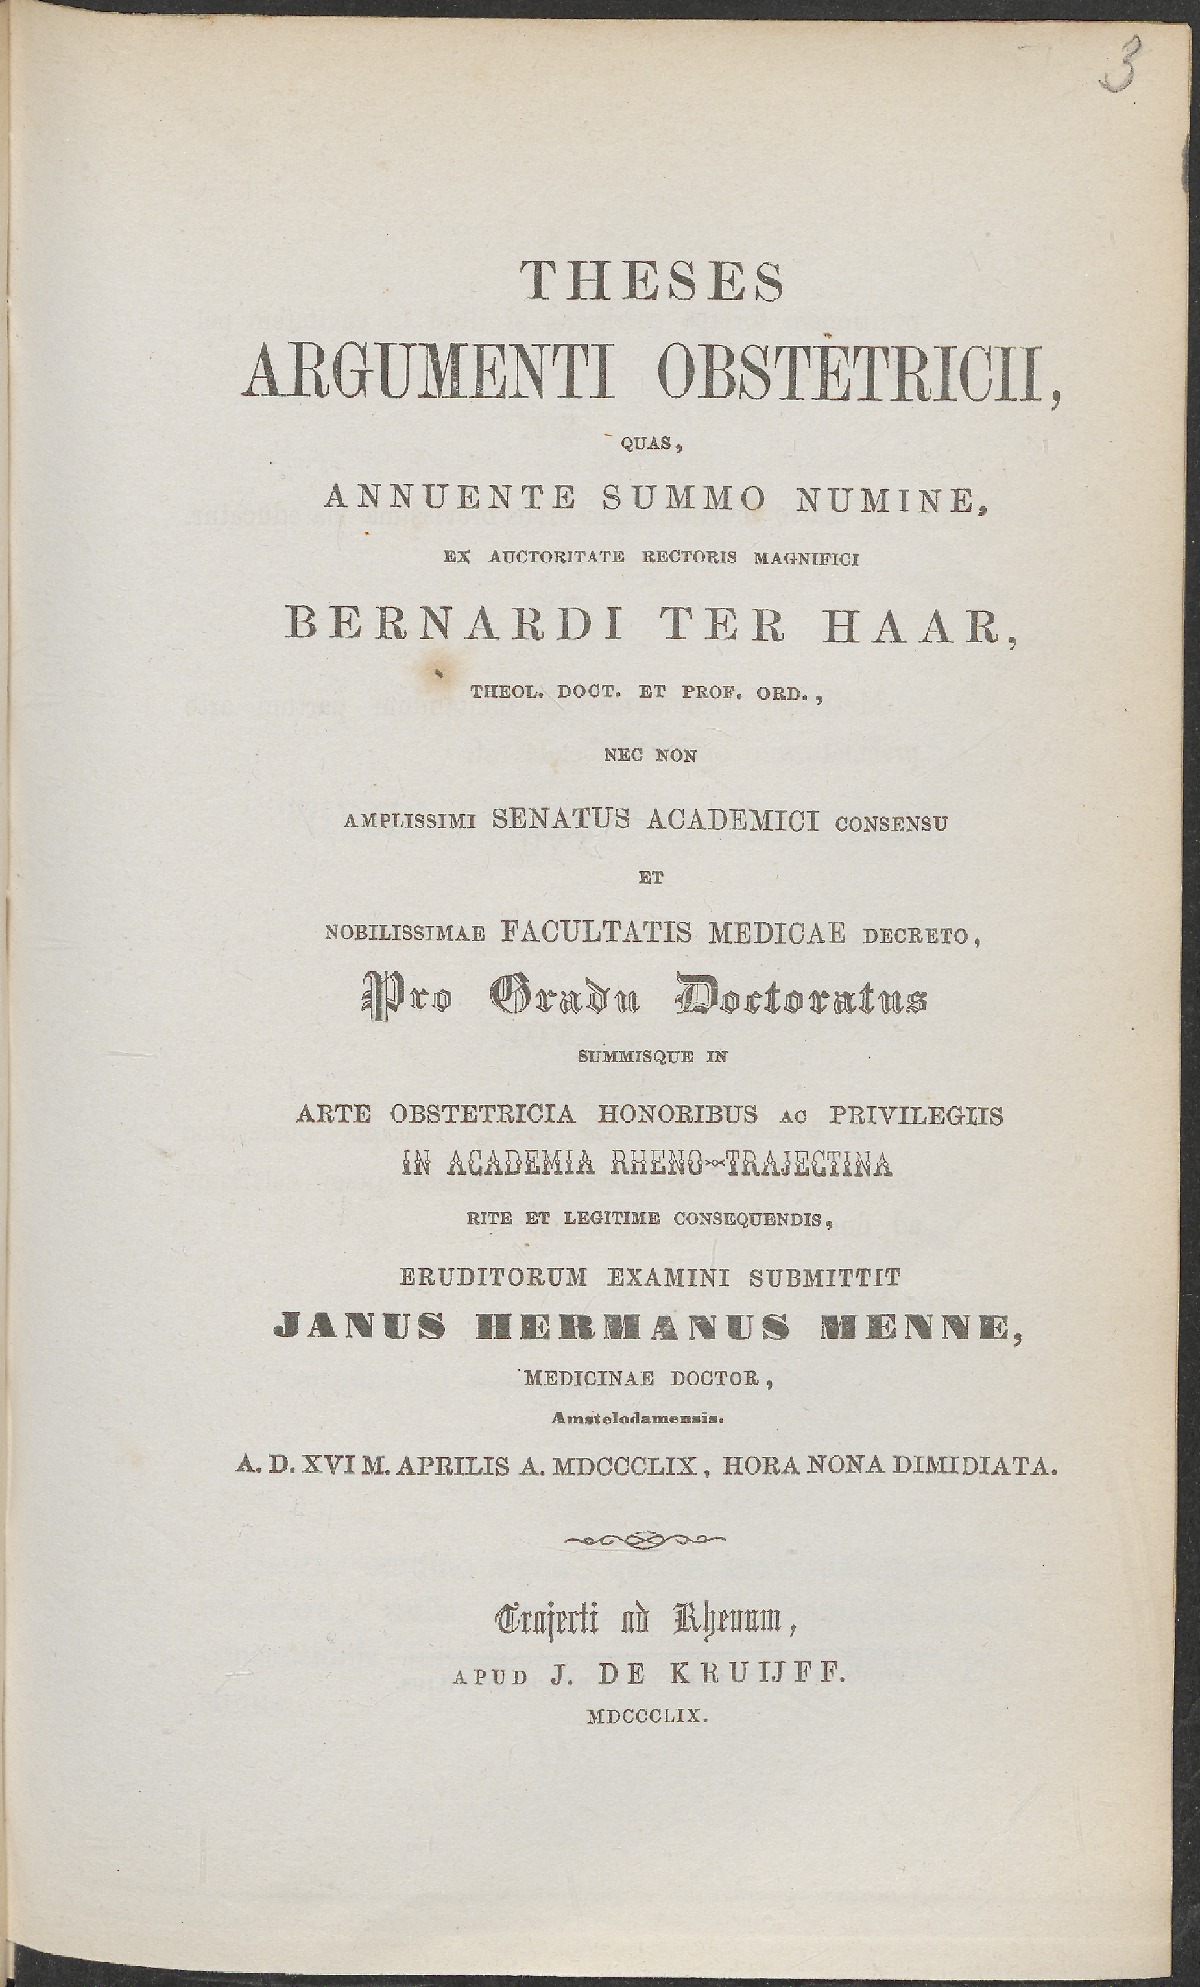 3
THESES
ARGUMENTI OBSTETRICII,
QUAS,
ANNUENTE SUMMO NUMINE,
EX AUCTORITATE RECTORIS MAGNIFICI
BERNARDI TER HAAR,
THEOL. DOCT. ET PROF. ORD.,
NEC NON
AMPLISSIMI SENATUS ACADEMICI CONSENSU
ET
NOBILISSIMAE FACULTATIS MEDICAE DECRETO,
Pro Gradu Doctoratus
SUMMISQUE IN
ARTE OBSTETRICIA HONORIBUS AC PRIVILEGIIS
IN ACADEMIA RHENO-TRAJECTINA
RITE ET LEGITIME CONSEQUENDIS,
ERUDITORUM EXAMINI SUBMITTIT
JANUS HERMANUS MENNE,
MEDICINAE DOCTOR,
Amstelodamensis.
A. D. XVI M. APRILIS A. MDCCCLIX, HORA NONA DIMIDIATA.
Trajecti ad Rhenum,
APUD J. DE KRUIJFF.
MDCCCLIX.